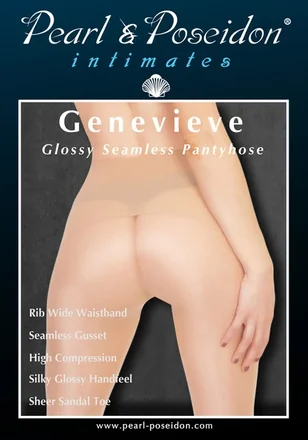 Pearl & Poseidon®
intimates
Genevieve
Glossy Seamless Pantyhose
Rib Wide Waistband
Seamless Gusset
High Compression
Silky Glossy Handfeel
Sheer Sandal Toe
www.pearl-poseidon.com